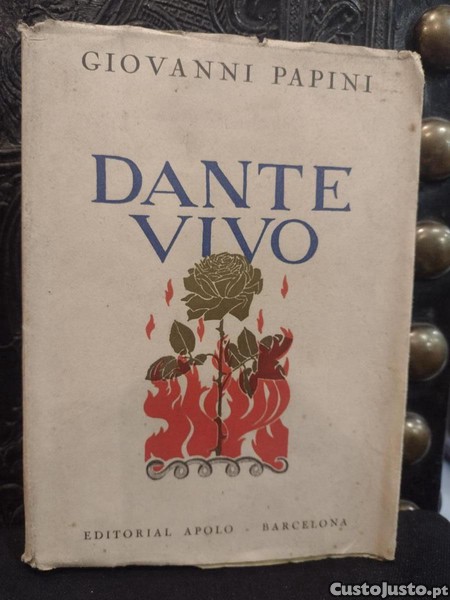 GIOVANNI PAPINI
DANTE
VIVO
EDITORIAL APOLO - BARCELONA
CustoJusto.pt